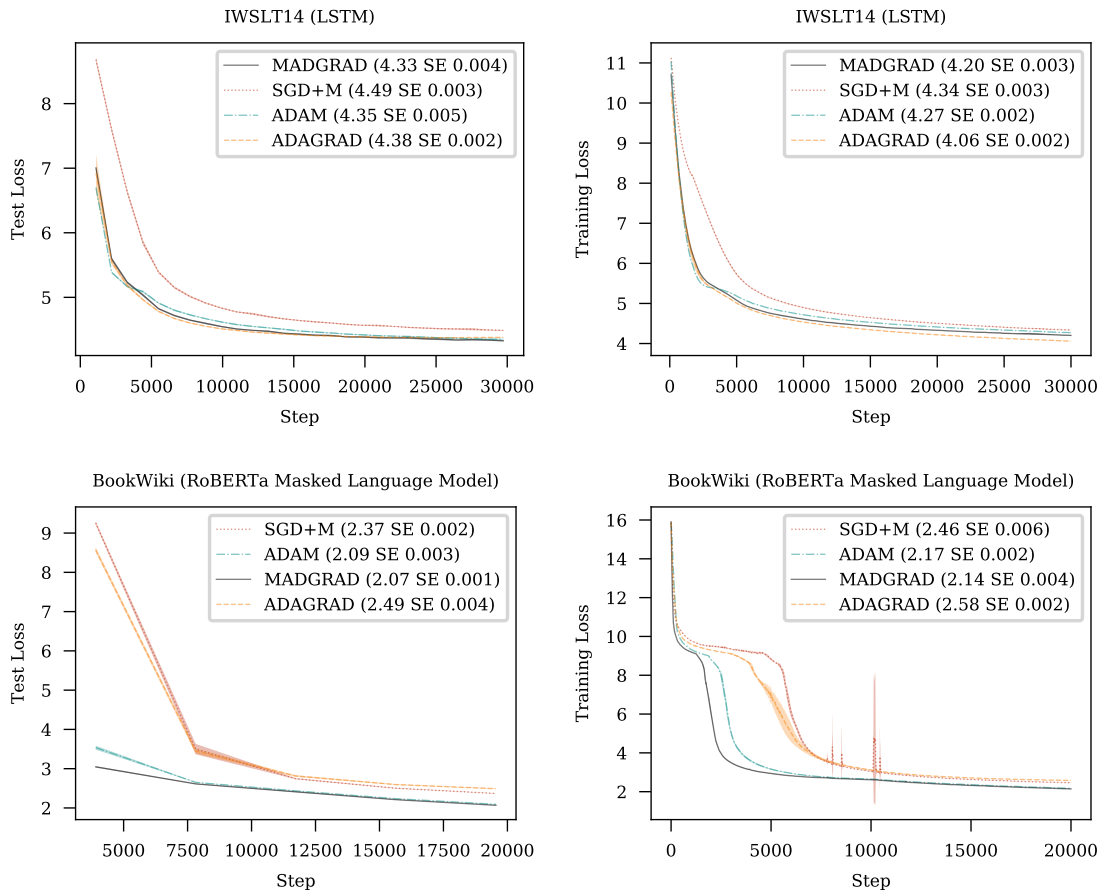 IWSLT14 (LSTM)
MADGRAD (4.33 SE 0.004)
SGD+M (4.49 SE 0.003)
ADAM (4.35 SE 0.005)
ADAGRAD (4.38 SE 0.002)
8
7
6
5
Test Loss
0 5000 10000 15000 20000 25000 30000
Step
IWSLT14 (LSTM)
MADGRAD (4.20 SE 0.003)
SGD+M (4.34 SE 0.003)
ADAM (4.27 SE 0.002)
ADAGRAD (4.06 SE 0.002)
11
10
9
8
7
6
5
4
Training Loss
0 5000 10000 15000 20000 25000 30000
Step
BookWiki (RoBERTa Masked Language Model)
SGD+M (2.37 SE 0.002)
ADAM (2.09 SE 0.003)
MADGRAD (2.07 SE 0.001)
ADAGRAD (2.49 SE 0.004)
9
8
7
6
5
4
3
2
Test Loss
5000 7500 10000 12500 15000 17500 20000
Step
BookWiki (RoBERTa Masked Language Model)
SGD+M (2.46 SE 0.006)
ADAM (2.17 SE 0.002)
MADGRAD (2.14 SE 0.004)
ADAGRAD (2.58 SE 0.002)
16
14
12
10
8
6
4
2
Training Loss
0 5000 10000 15000 20000
Step